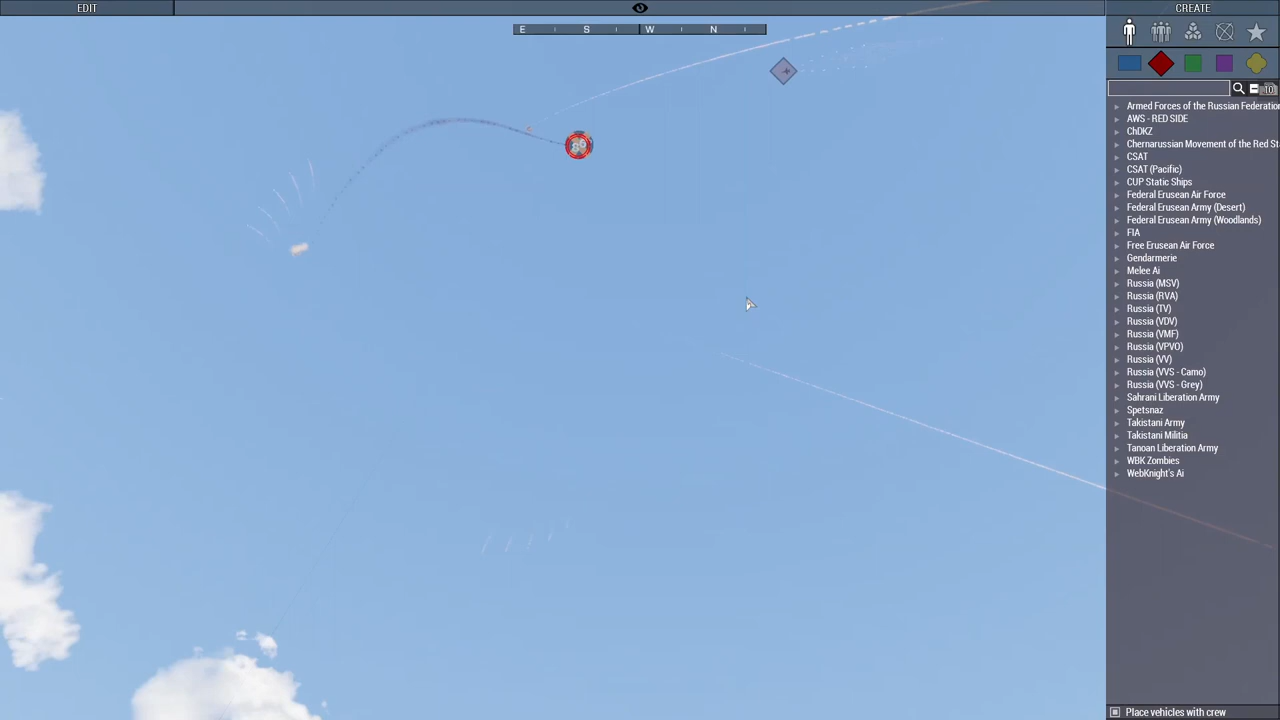 EDIT
CREATE
E S W N
Armed Forces of the Russian Federatio
AWS - RED SIDE
ChDKZ
Chernarussian Movement of the Red St
CSAT
CSAT (Pacific)
CUP Static Ships
Federal Erusean Air Force
Federal Erusean Army (Desert)
Federal Erusean Army (Woodlands)
FIA
Free Erusean Air Force
Gendarmerie
Melee Ai
Russia (MSV)
Russia (RVA)
Russia (TV)
Russia (VDV)
Russia (VMF)
Russia (VPVO)
Russia (VV)
Russia (VVS - Camo)
Russia (VVS - Grey)
Sahrani Liberation Army
Spetsnaz
Takistani Army
Takistani Militia
Tanoan Liberation Army
WBK Zombies
WebKnight's Ai
Place vehicles with crew